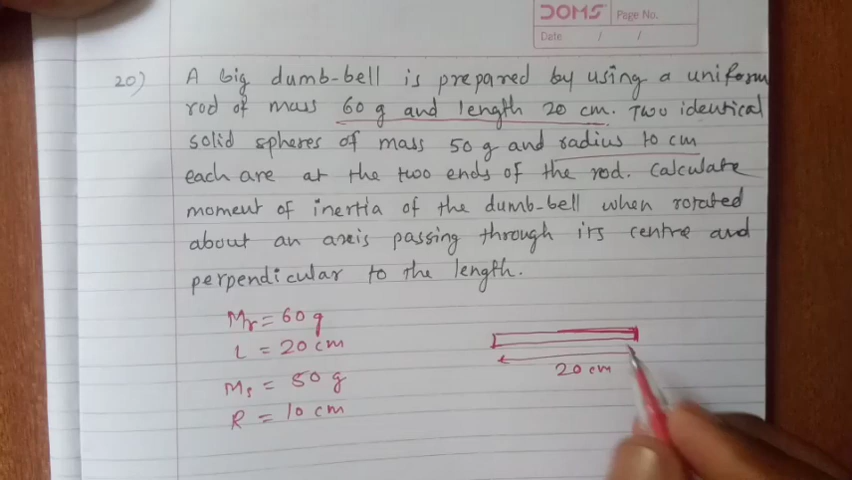 DOMS Page No.
Date / /
20) A big dumb-bell is prepared by using a uniform
rod of mass 60 g and length 20 cm. Two identical
solid spheres of mass 50 g and radius 10 cm
each are at the two ends of the rod. Calculate
moment of inertia of the dumb-bell when rotated
about an axis passing through its centre and
perpendicular to the length.
Mr = 60 g
l = 20 cm
Ms = 50 g
R = 10 cm
20 cm